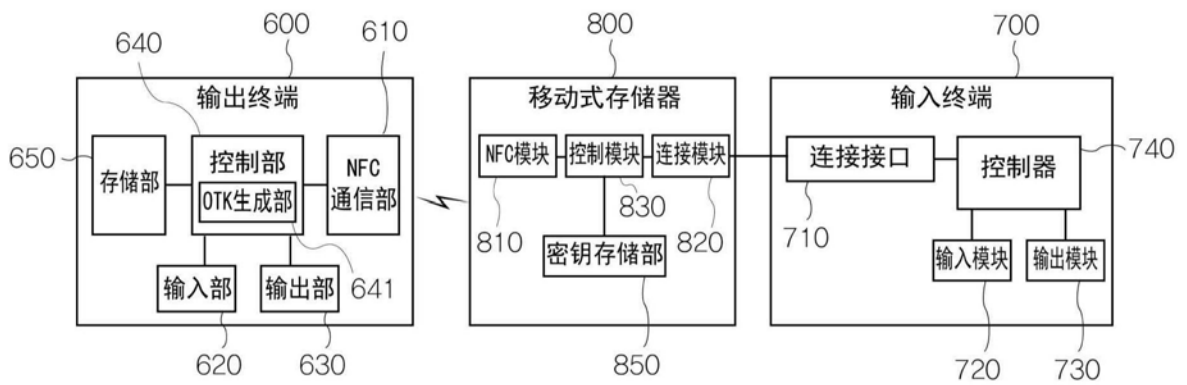 600
610
640
800
700
输出终端
移动式存储器
输入终端
650
存储部
控制部
OTK生成部
NFC
通信部
NFC模块
控制模块
连接模块
连接接口
控制器
740
810
830
820
710
密钥存储部
输入部
输出部
641
输入模块
输出模块
620
630
850
720
730